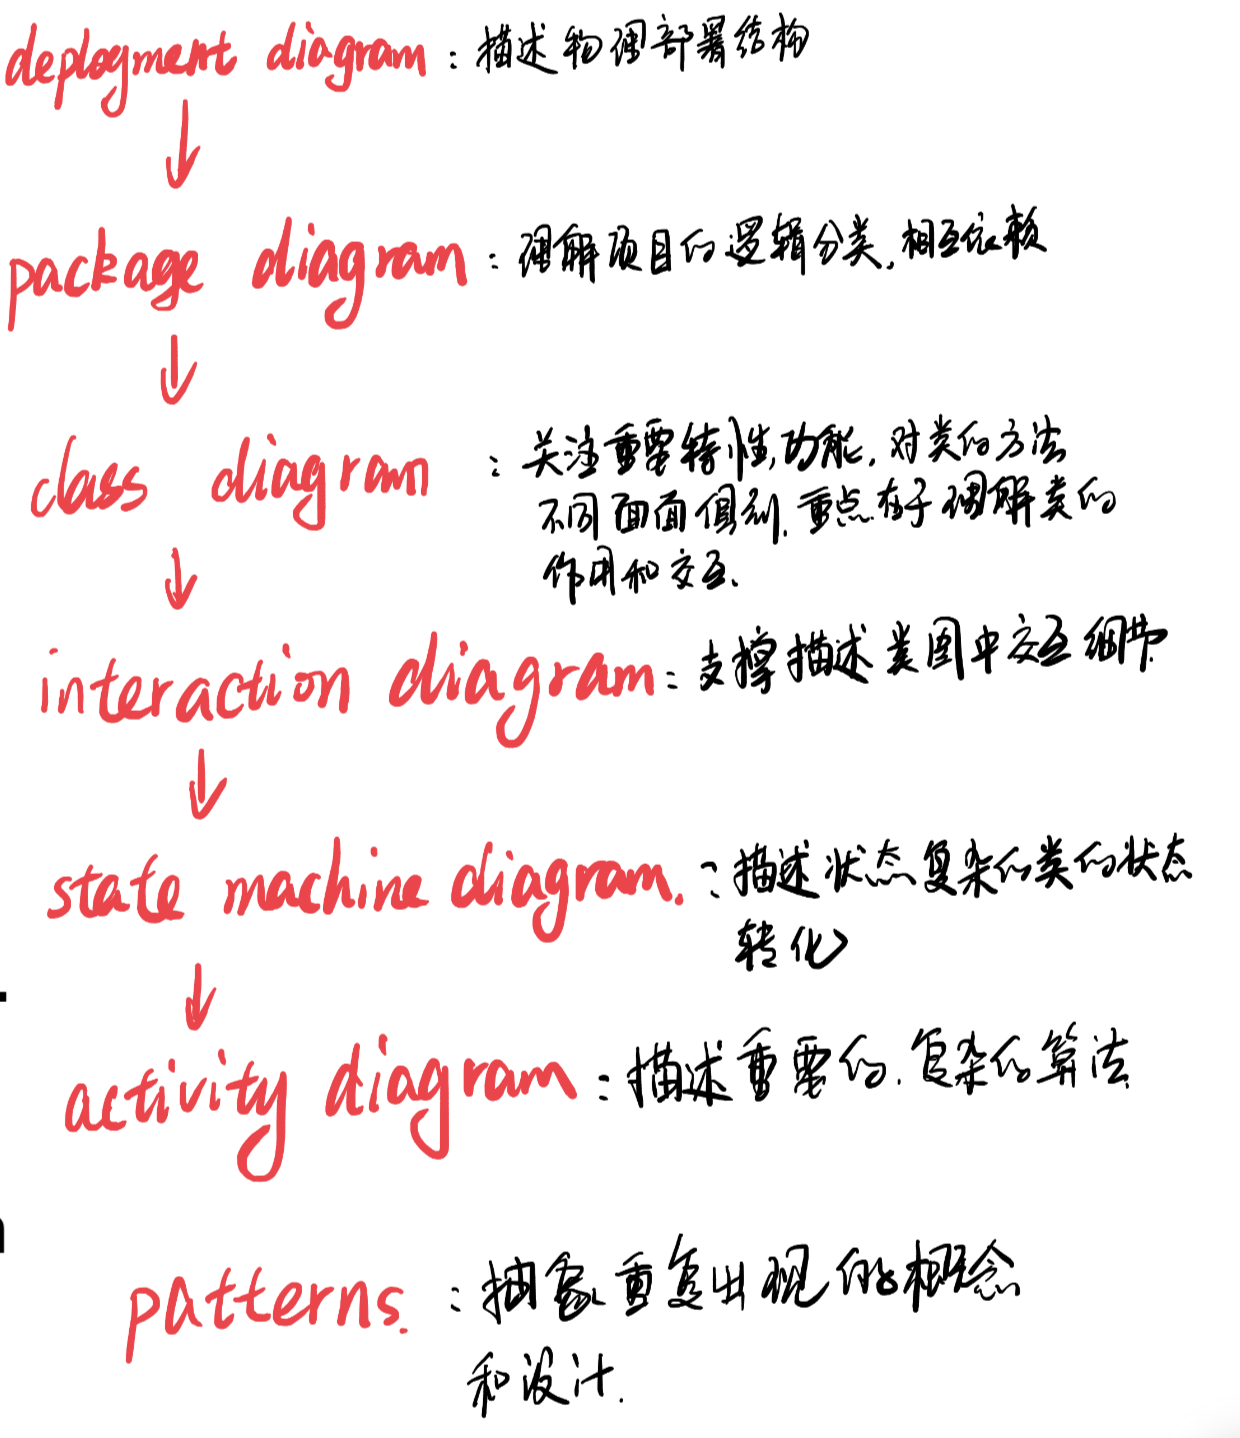 deployment diagram : 描述物理部署结构
↓
package diagram : 理解项目的逻辑分类,相互依赖
↓
class diagram : 关注重要特性,功能,对类的方法
不同面面俱到.重点在于理解类的
作用和交互.
↓
interaction diagram : 支撑描述类图中交互细节.
↓
state machine diagram. : 描述状态复杂的类的状态
转化
↓
activity diagram : 描述重要的.复杂的算法.
patterns. : 抽象重复出现的概念
和设计.